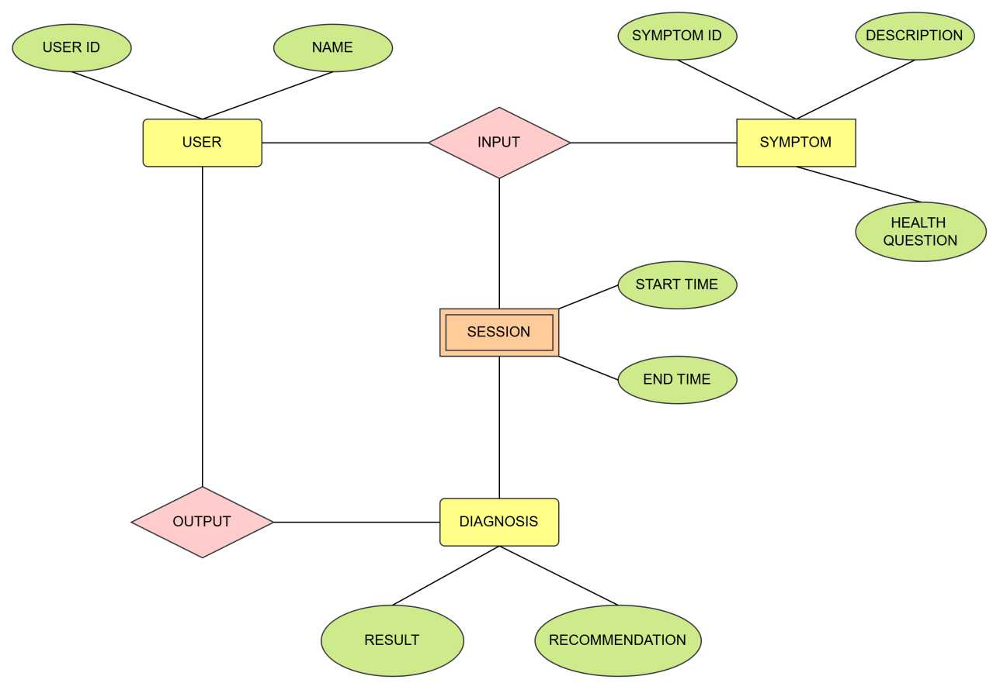 SYMPTOM ID
DESCRIPTION
USER ID
NAME
USER
INPUT
SYMPTOM
HEALTH
QUESTION
START TIME
SESSION
END TIME
OUTPUT
DIAGNOSIS
RESULT
RECOMMENDATION